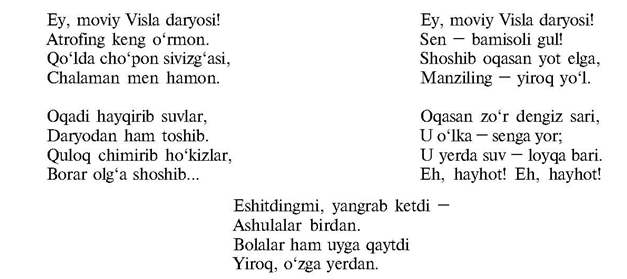 Ey, moviy Visla daryosi!
Atrofing keng o‘rmon.
Qo‘lda cho‘pon sivizg‘asi,
Chalaman men hamon.
Oqadi hayqirib suvlar,
Daryodan ham toshib.
Quloq chimirib ho‘kizlar,
Borar olg‘a shoshib...
Ey, moviy Visla daryosi!
Sen — bamisoli gul!
Shoshib oqasan yot elga,
Manziling — yiroq yo‘l.
Oqasan zo‘r dengiz sari,
U o‘lka — senga yor;
U yerda suv — loyqa bari.
Eh, hayhot! Eh, hayhot!
Eshitdingmi, yangrab ketdi —
Ashulalar birdan.
Bolalar ham uyga qaytdi
Yiroq, o‘zga yerdan.